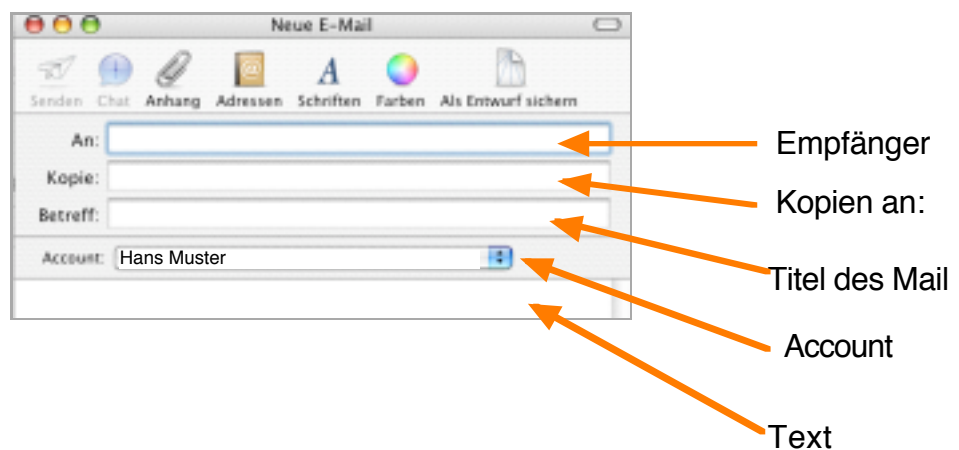 Neue E-Mail
Senden Chat Anhang Adressen Schriften Farben Als Entwurf sichern
An:
Empfänger
Kopie:
Kopien an:
Betreff:
Titel des Mail
Account: Hans Muster
Account
Text